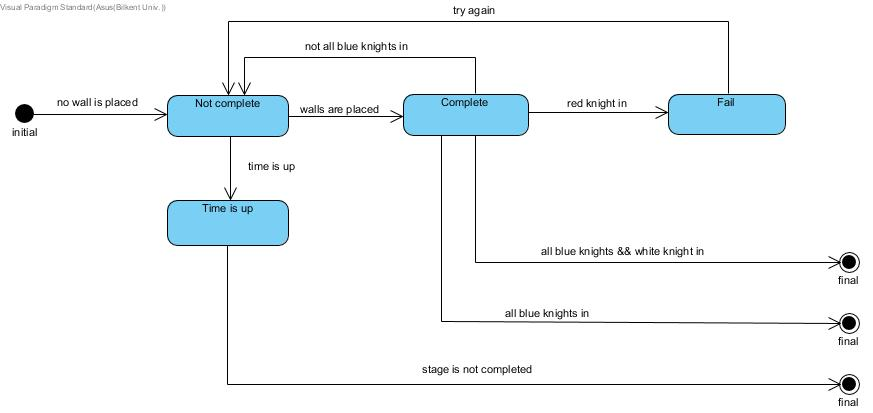 Visual Paradigm Standard(Asus(Bilkent Univ. ))
try again
not all blue knights in
no wall is placed
Not complete
walls are placed
Complete
red knight in
Fail
initial
time is up
Time is up
all blue knights && white knight in
final
all blue knights in
final
stage is not completed
final